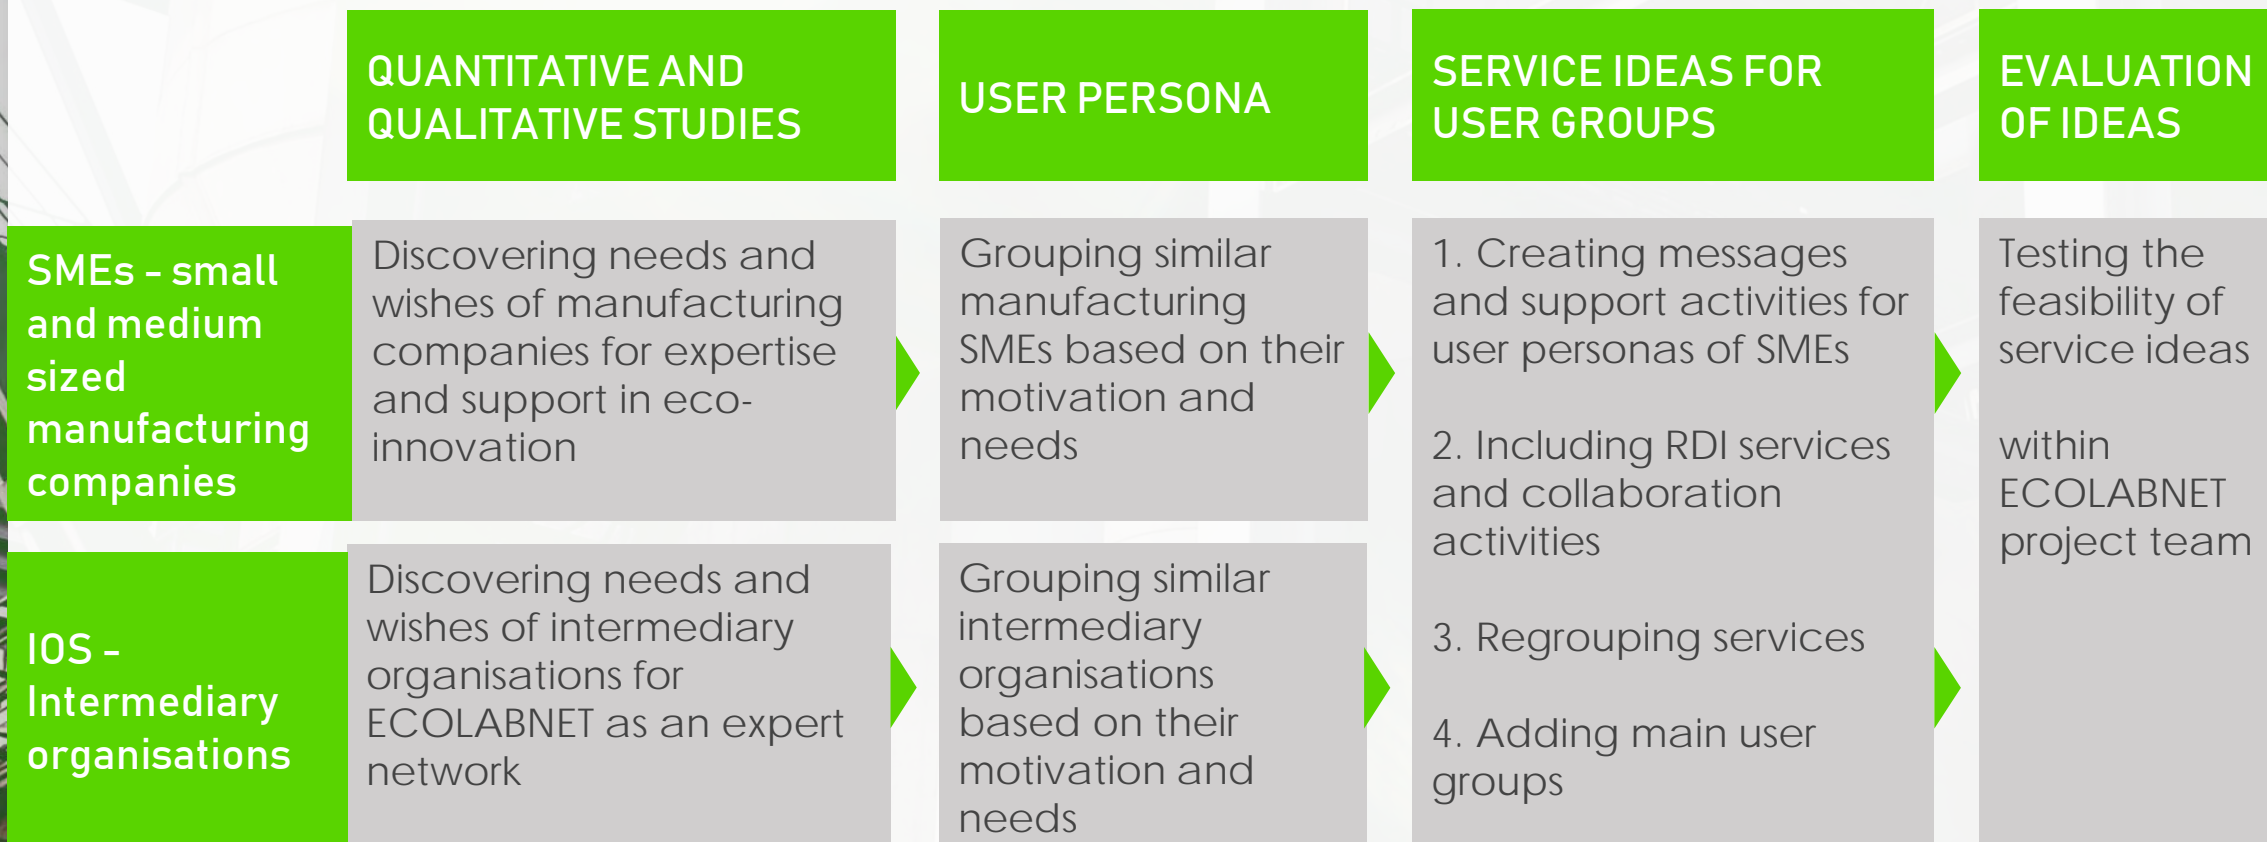 QUANTITATIVE AND
QUALITATIVE STUDIES
USER PERSONA
SERVICE IDEAS FOR
USER GROUPS
EVALUATION
OF IDEAS
SMEs - small
and medium
sized
manufacturing
companies
Discovering needs and
wishes of manufacturing
companies for expertise
and support in eco-
innovation
Grouping similar
manufacturing
SMEs based on their
motivation and
needs
1. Creating messages
and support activities for
user personas of SMEs
2. Including RDI services
and collaboration
activities
3. Regrouping services
4. Adding main user
groups
Testing the
feasibility of
service ideas
within
ECOLABNET
project team
IOS -
Intermediary
organisations
Discovering needs and
wishes of intermediary
organisations for
ECOLABNET as an expert
network
Grouping similar
intermediary
organisations
based on their
motivation and
needs